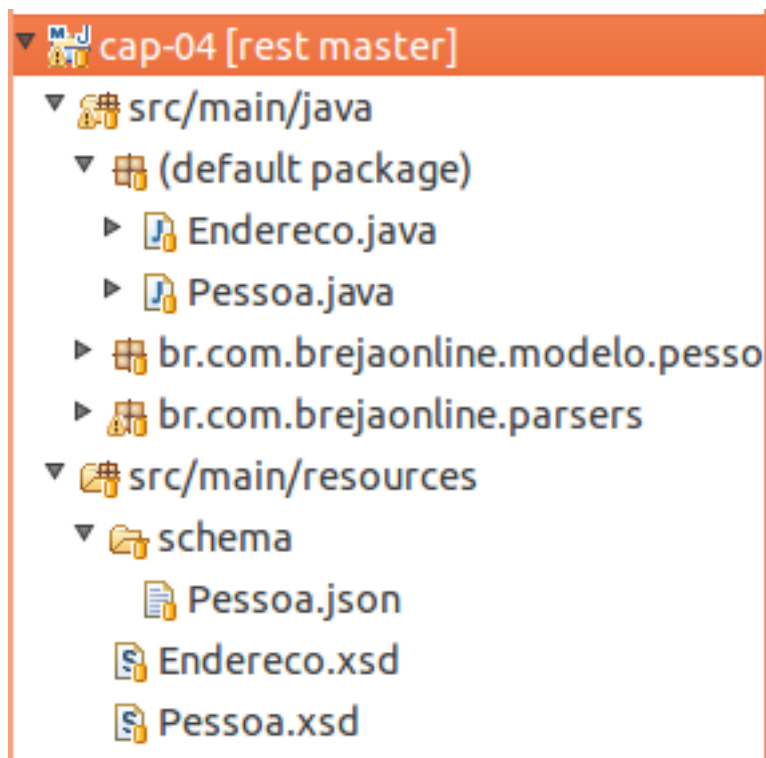 cap-04 [rest master]
src/main/java
(default package)
Endereco.java
Pessoa.java
br.com.brejaonline.modelo.pesso
br.com.brejaonline.parsers
src/main/resources
schema
Pessoa.json
Endereco.xsd
Pessoa.xsd